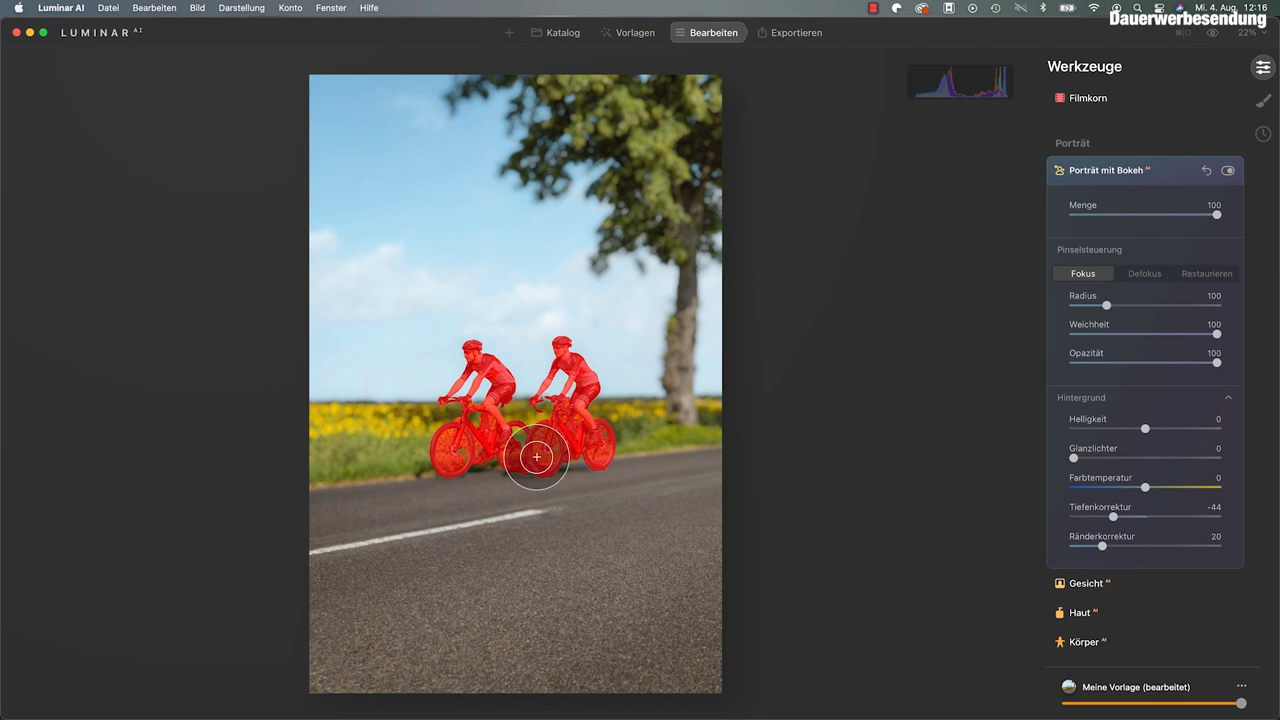 Luminar AI Datei Bearbeiten Bild Darstellung Konto Fenster Hilfe Mi. 4. Aug. 12:16
Dauerwerbesendung
LUMINAR AI Katalog Vorlagen Bearbeiten Exportieren 22%
Werkzeuge
Filmkorn
Porträt
Porträt mit Bokeh AI
Menge 100
Pinselsteuerung
Fokus Defokus Restaurieren
Radius 100
Weichheit 100
Opazität 100
Hintergrund
Helligkeit 0
Glanzlichter 0
Farbtemperatur 0
Tiefenkorrektur -44
Ränderkorrektur 20
Gesicht AI
Haut AI
Körper AI
Meine Vorlage (bearbeitet)